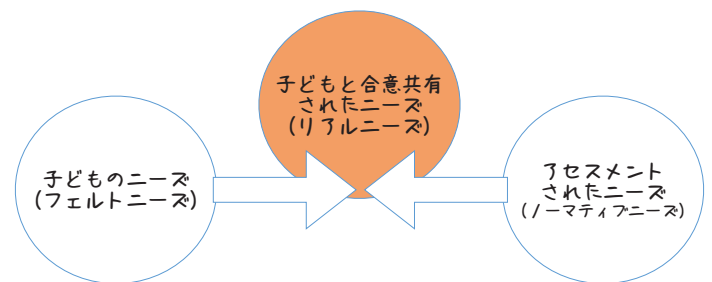 子どもと合意共有
されたニーズ
(リアルニーズ)
子どものニーズ
(フェルトニーズ)
アセスメント
されたニーズ
(ノーマティブニーズ)